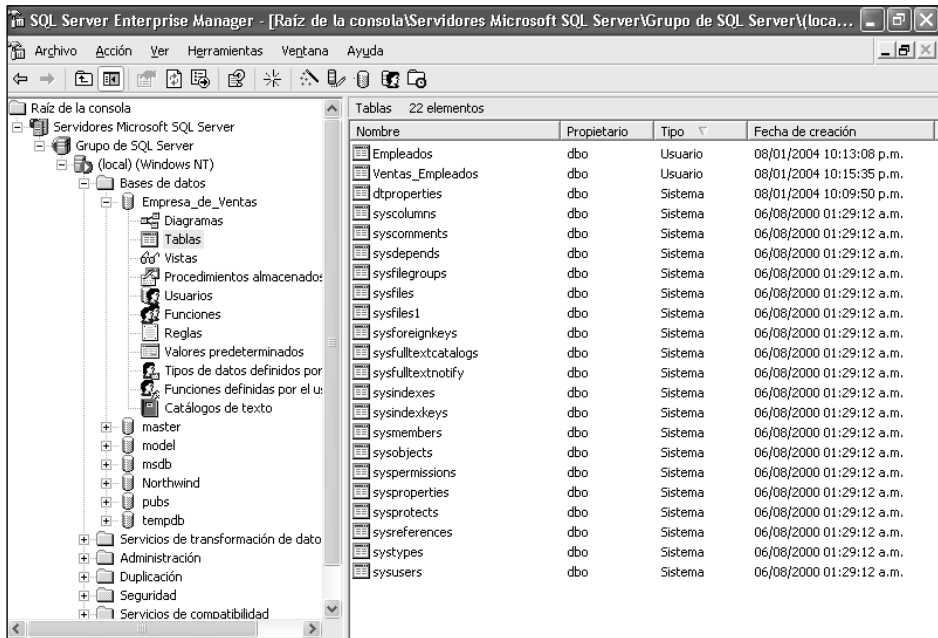 SQL Server Enterprise Manager - [Raíz de la consola\Servidores Microsoft SQL Server\Grupo de SQL Server\(loca...
Archivo Acción Ver Herramientas Ventana Ayuda
Raíz de la consola
Servidores Microsoft SQL Server
Grupo de SQL Server
(local) (Windows NT)
Bases de datos
Empresa_de_Ventas
Diagramas
Tablas
Vistas
Procedimientos almacenados
Usuarios
Funciones
Reglas
Valores predeterminados
Tipos de datos definidos por
Funciones definidas por el u
Catálogos de texto
master
model
msdb
Northwind
pubs
tempdb
Servicios de transformación de dato
Administración
Duplicación
Seguridad
Servicios de compatibilidad
Tablas 22 elementos
Nombre Propietario Tipo Fecha de creación
Empleados dbo Usuario 08/01/2004 10:13:08 p.m.
Ventas_Empleados dbo Usuario 08/01/2004 10:15:35 p.m.
dtproperties dbo Sistema 08/01/2004 10:09:50 p.m.
syscolumns dbo Sistema 06/08/2000 01:29:12 a.m.
syscomments dbo Sistema 06/08/2000 01:29:12 a.m.
sysdepends dbo Sistema 06/08/2000 01:29:12 a.m.
sysfilegroups dbo Sistema 06/08/2000 01:29:12 a.m.
sysfiles dbo Sistema 06/08/2000 01:29:12 a.m.
sysfiles1 dbo Sistema 06/08/2000 01:29:12 a.m.
sysforeignkeys dbo Sistema 06/08/2000 01:29:12 a.m.
sysfulltextcatalogs dbo Sistema 06/08/2000 01:29:12 a.m.
sysfulltextnotify dbo Sistema 06/08/2000 01:29:12 a.m.
sysindexes dbo Sistema 06/08/2000 01:29:12 a.m.
sysindexkeys dbo Sistema 06/08/2000 01:29:12 a.m.
sysmembers dbo Sistema 06/08/2000 01:29:12 a.m.
sysobjects dbo Sistema 06/08/2000 01:29:12 a.m.
syspermissions dbo Sistema 06/08/2000 01:29:12 a.m.
sysproperties dbo Sistema 06/08/2000 01:29:12 a.m.
sysprotects dbo Sistema 06/08/2000 01:29:12 a.m.
sysreferences dbo Sistema 06/08/2000 01:29:12 a.m.
systypes dbo Sistema 06/08/2000 01:29:12 a.m.
sysusers dbo Sistema 06/08/2000 01:29:12 a.m.